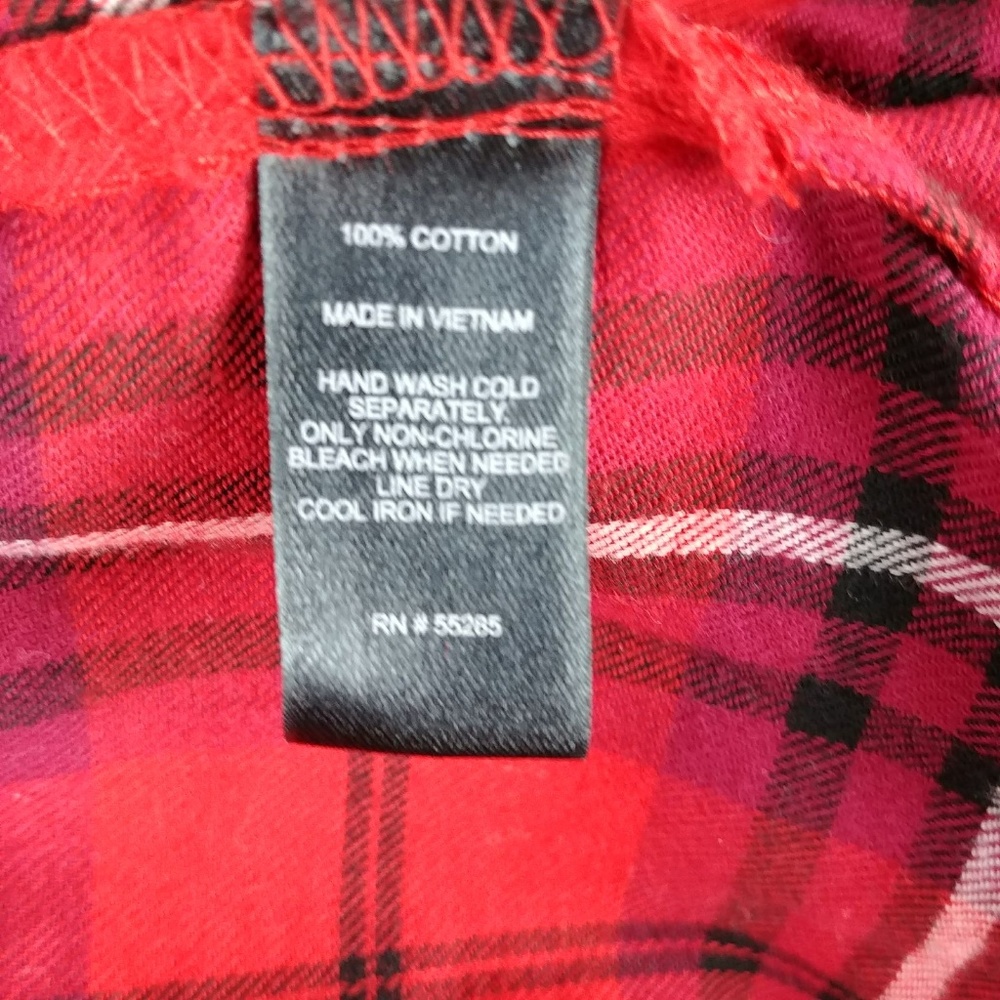 100% COTTON
MADE IN VIETNAM
HAND WASH COLD
SEPARATELY.
ONLY NON-CHLORINE
BLEACH WHEN NEEDED
LINE DRY
COOL IRON IF NEEDED
RN # 55285